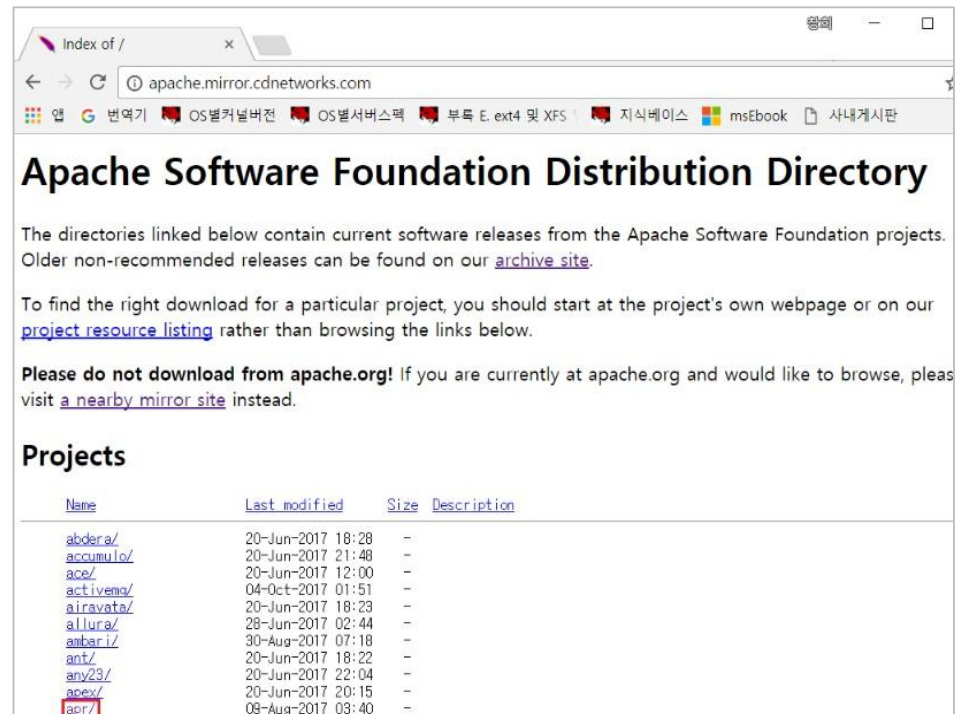 황희
Index of /
apache.mirror.cdnetworks.com
앱 번역기 OS별커널버전 OS별서버스펙 부록 E. ext4 및 XFS 지식베이스 msEbook 사내게시판
Apache Software Foundation Distribution Directory
The directories linked below contain current software releases from the Apache Software Foundation projects.
Older non-recommended releases can be found on our archive site.
To find the right download for a particular project, you should start at the project's own webpage or on our
project resource listing rather than browsing the links below.
Please do not download from apache.org! If you are currently at apache.org and would like to browse, pleas
visit a nearby mirror site instead.
Projects
Name Last modified Size Description
abdera/ 20-Jun-2017 18:28 -
accumulo/ 20-Jun-2017 21:48 -
ace/ 20-Jun-2017 12:00 -
activemq/ 04-Oct-2017 01:51 -
airavata/ 20-Jun-2017 18:23 -
allura/ 28-Jun-2017 02:44 -
ambari/ 30-Aug-2017 07:18 -
ant/ 20-Jun-2017 18:22 -
any23/ 20-Jun-2017 22:04 -
apex/ 20-Jun-2017 20:15 -
apr/ 09-Aug-2017 03:40 -